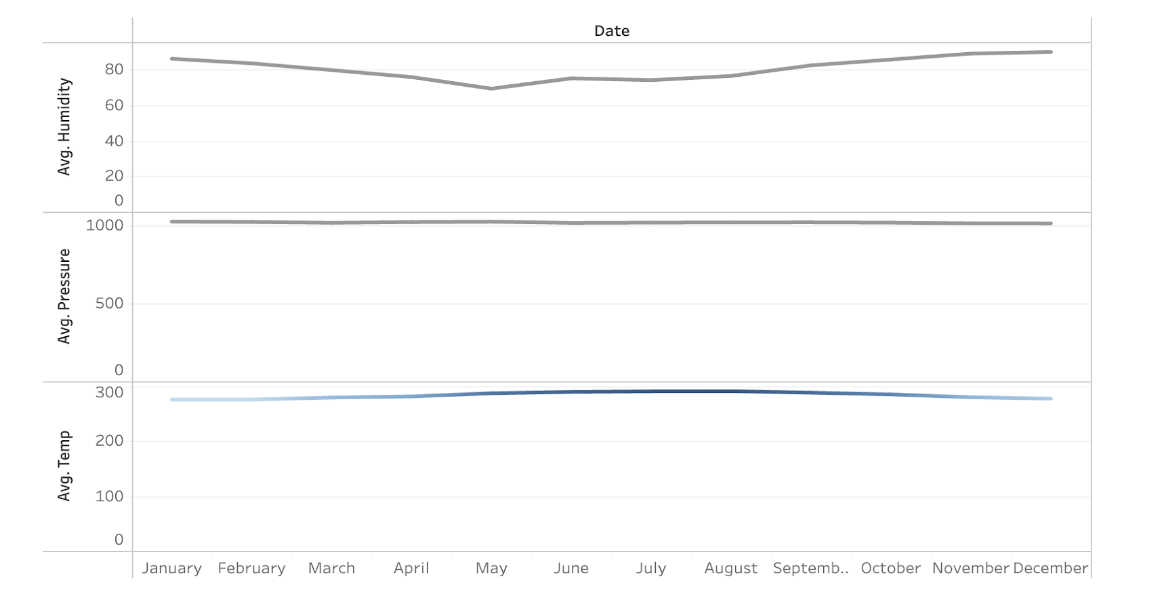 Date
Avg. Humidity
80
60
40
20
0
Avg. Pressure
1000
500
0
Avg. Temp
300
200
100
0
January February March April May June July August Septemb.. October November December